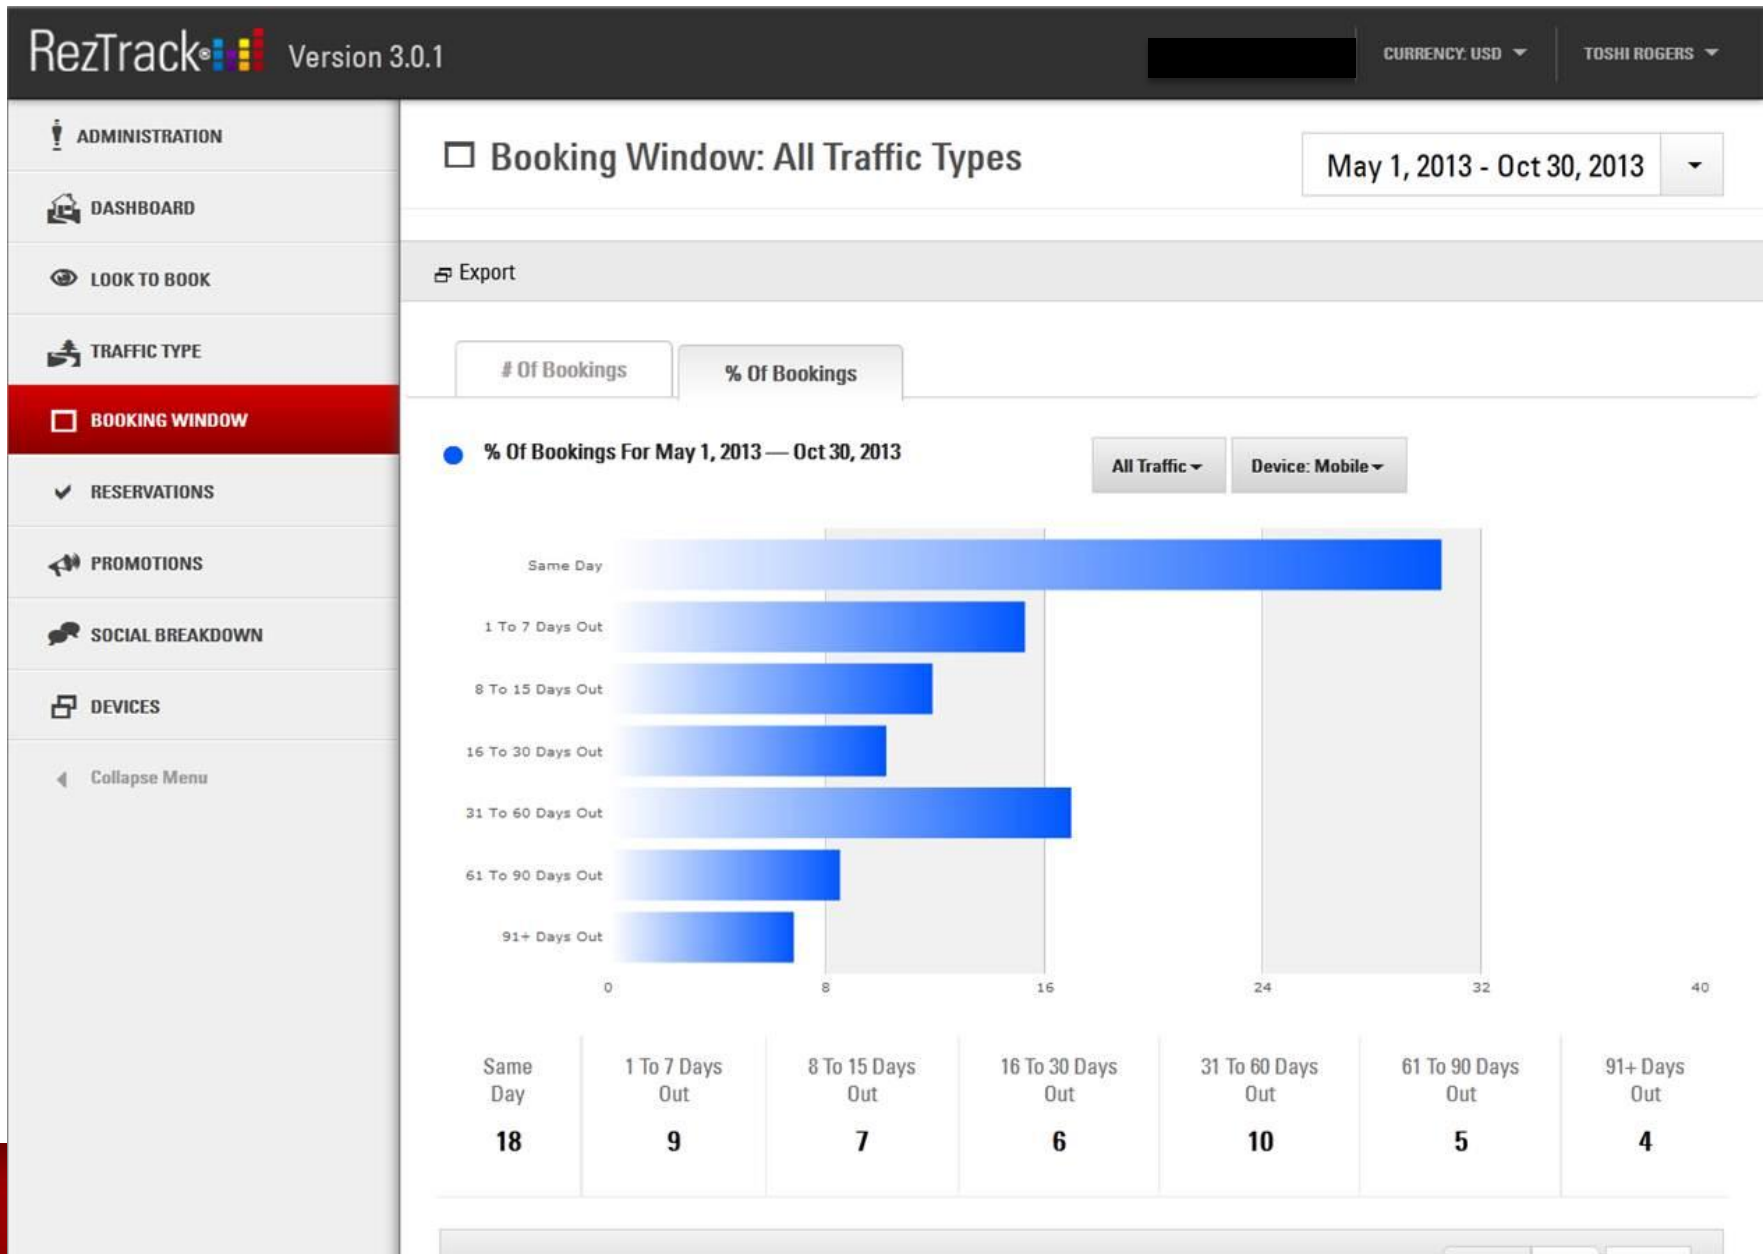 RezTrack® Version 3.0.1
CURRENCY: USD
TOSHI ROGERS
ADMINISTRATION
DASHBOARD
LOOK TO BOOK
TRAFFIC TYPE
BOOKING WINDOW
RESERVATIONS
PROMOTIONS
SOCIAL BREAKDOWN
DEVICES
Collapse Menu
Booking Window: All Traffic Types
May 1, 2013 - Oct 30, 2013
Export
# Of Bookings
% Of Bookings
% Of Bookings For May 1, 2013 — Oct 30, 2013
All Traffic
Device: Mobile
Same Day
1 To 7 Days Out
8 To 15 Days Out
16 To 30 Days Out
31 To 60 Days Out
61 To 90 Days Out
91+ Days Out
0 8 16 24 32 40
Same Day
18
1 To 7 Days Out
9
8 To 15 Days Out
7
16 To 30 Days Out
6
31 To 60 Days Out
10
61 To 90 Days Out
5
91+ Days Out
4